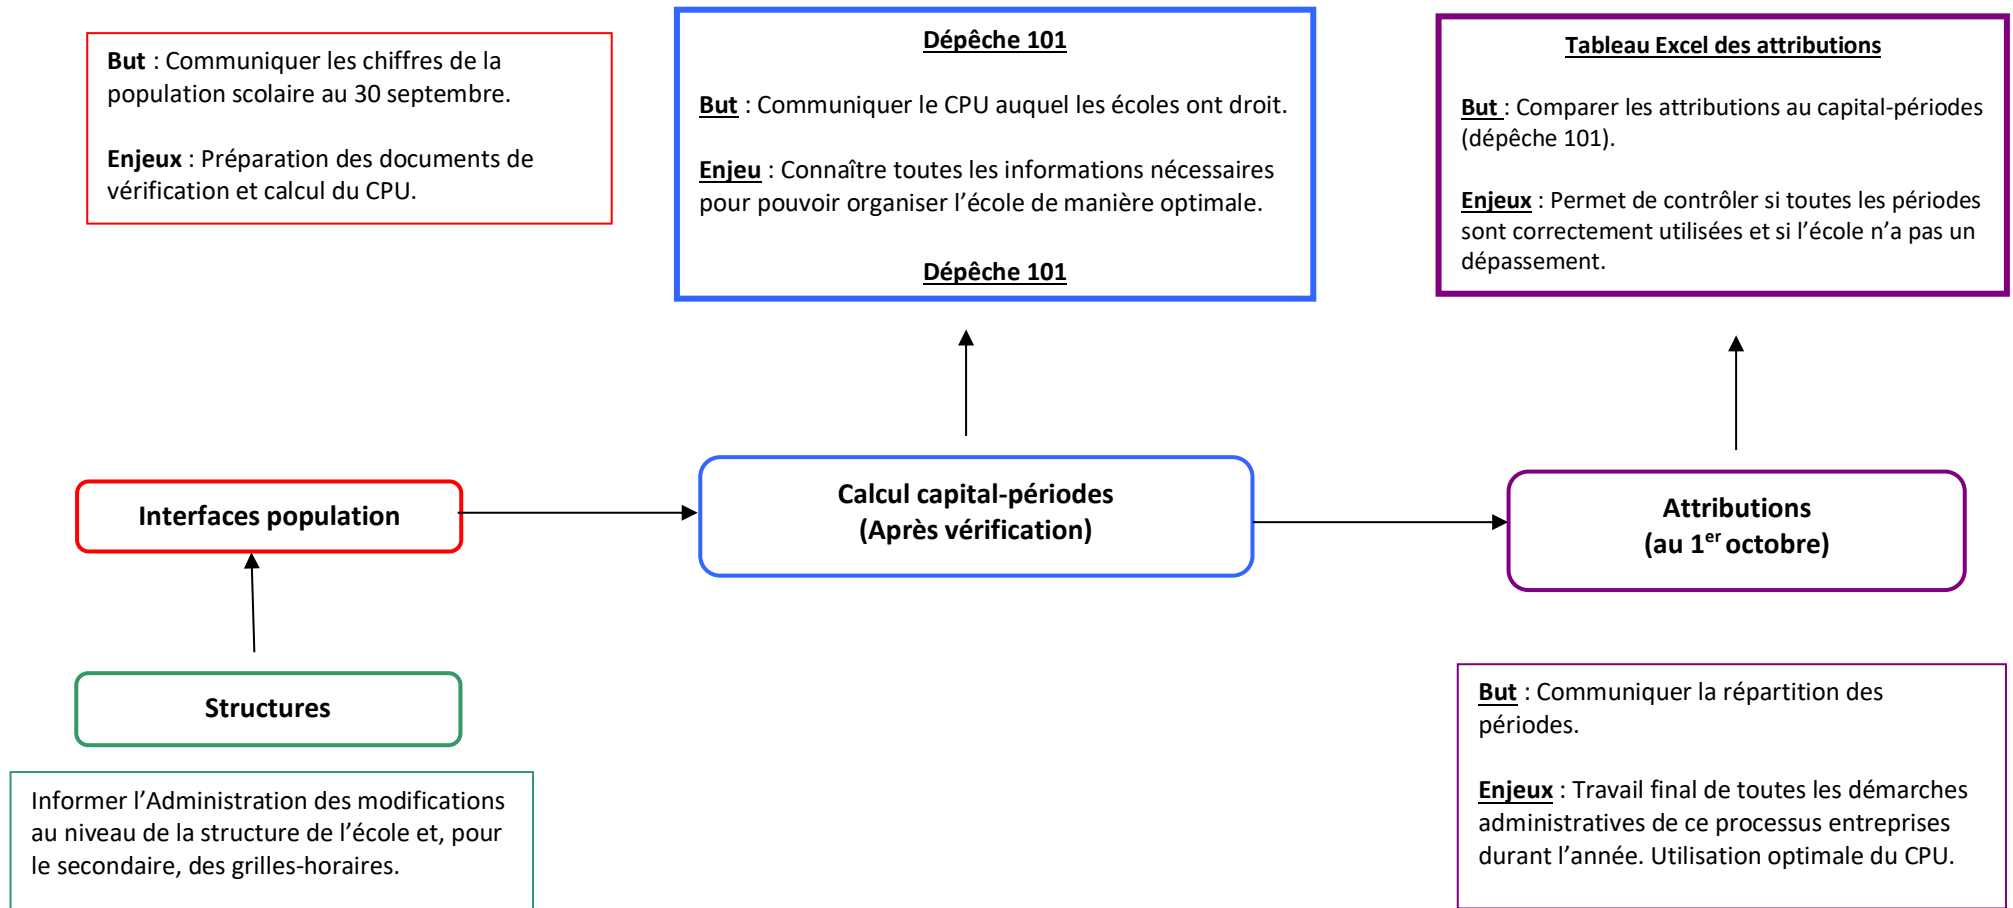 But : Communiquer les chiffres de la
population scolaire au 30 septembre.
Enjeux : Préparation des documents de
vérification et calcul du CPU.
Dépêche 101
But : Communiquer le CPU auquel les écoles ont droit.
Enjeu : Connaître toutes les informations nécessaires
pour pouvoir organiser l’école de manière optimale.
Dépêche 101
Tableau Excel des attributions
But : Comparer les attributions au capital-périodes
(dépêche 101).
Enjeux : Permet de contrôler si toutes les périodes
sont correctement utilisées et si l’école n’a pas un
dépassement.
Interfaces population
Calcul capital-périodes
(Après vérification)
Attributions
(au 1er octobre)
Structures
Informer l’Administration des modifications
au niveau de la structure de l’école et, pour
le secondaire, des grilles-horaires.
But : Communiquer la répartition des
périodes.
Enjeux : Travail final de toutes les démarches
administratives de ce processus entreprises
durant l’année. Utilisation optimale du CPU.